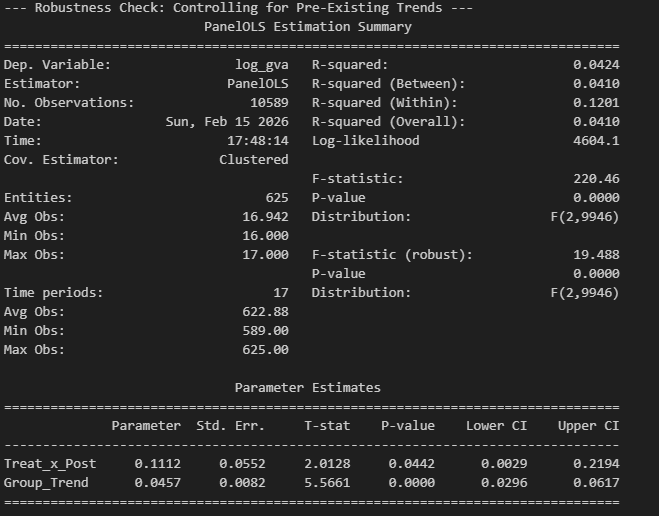 --- Robustness Check: Controlling for Pre-Existing Trends ---
PanelOLS Estimation Summary
================================================================================
Dep. Variable: log_gva R-squared: 0.0424
Estimator: PanelOLS R-squared (Between): 0.0410
No. Observations: 10589 R-squared (Within): 0.1201
Date: Sun, Feb 15 2026 R-squared (Overall): 0.0410
Time: 17:48:14 Log-likelihood 4604.1
Cov. Estimator: Clustered
F-statistic: 220.46
Entities: 625 P-value 0.0000
Avg Obs: 16.942 Distribution: F(2,9946)
Min Obs: 16.000
Max Obs: 17.000 F-statistic (robust): 19.488
P-value 0.0000
Time periods: 17 Distribution: F(2,9946)
Avg Obs: 622.88
Min Obs: 589.00
Max Obs: 625.00
Parameter Estimates
================================================================================
Parameter Std. Err. T-stat P-value Lower CI Upper CI
--------------------------------------------------------------------------------
Treat_x_Post 0.1112 0.0552 2.0128 0.0442 0.0029 0.2194
Group_Trend 0.0457 0.0082 5.5661 0.0000 0.0296 0.0617
================================================================================